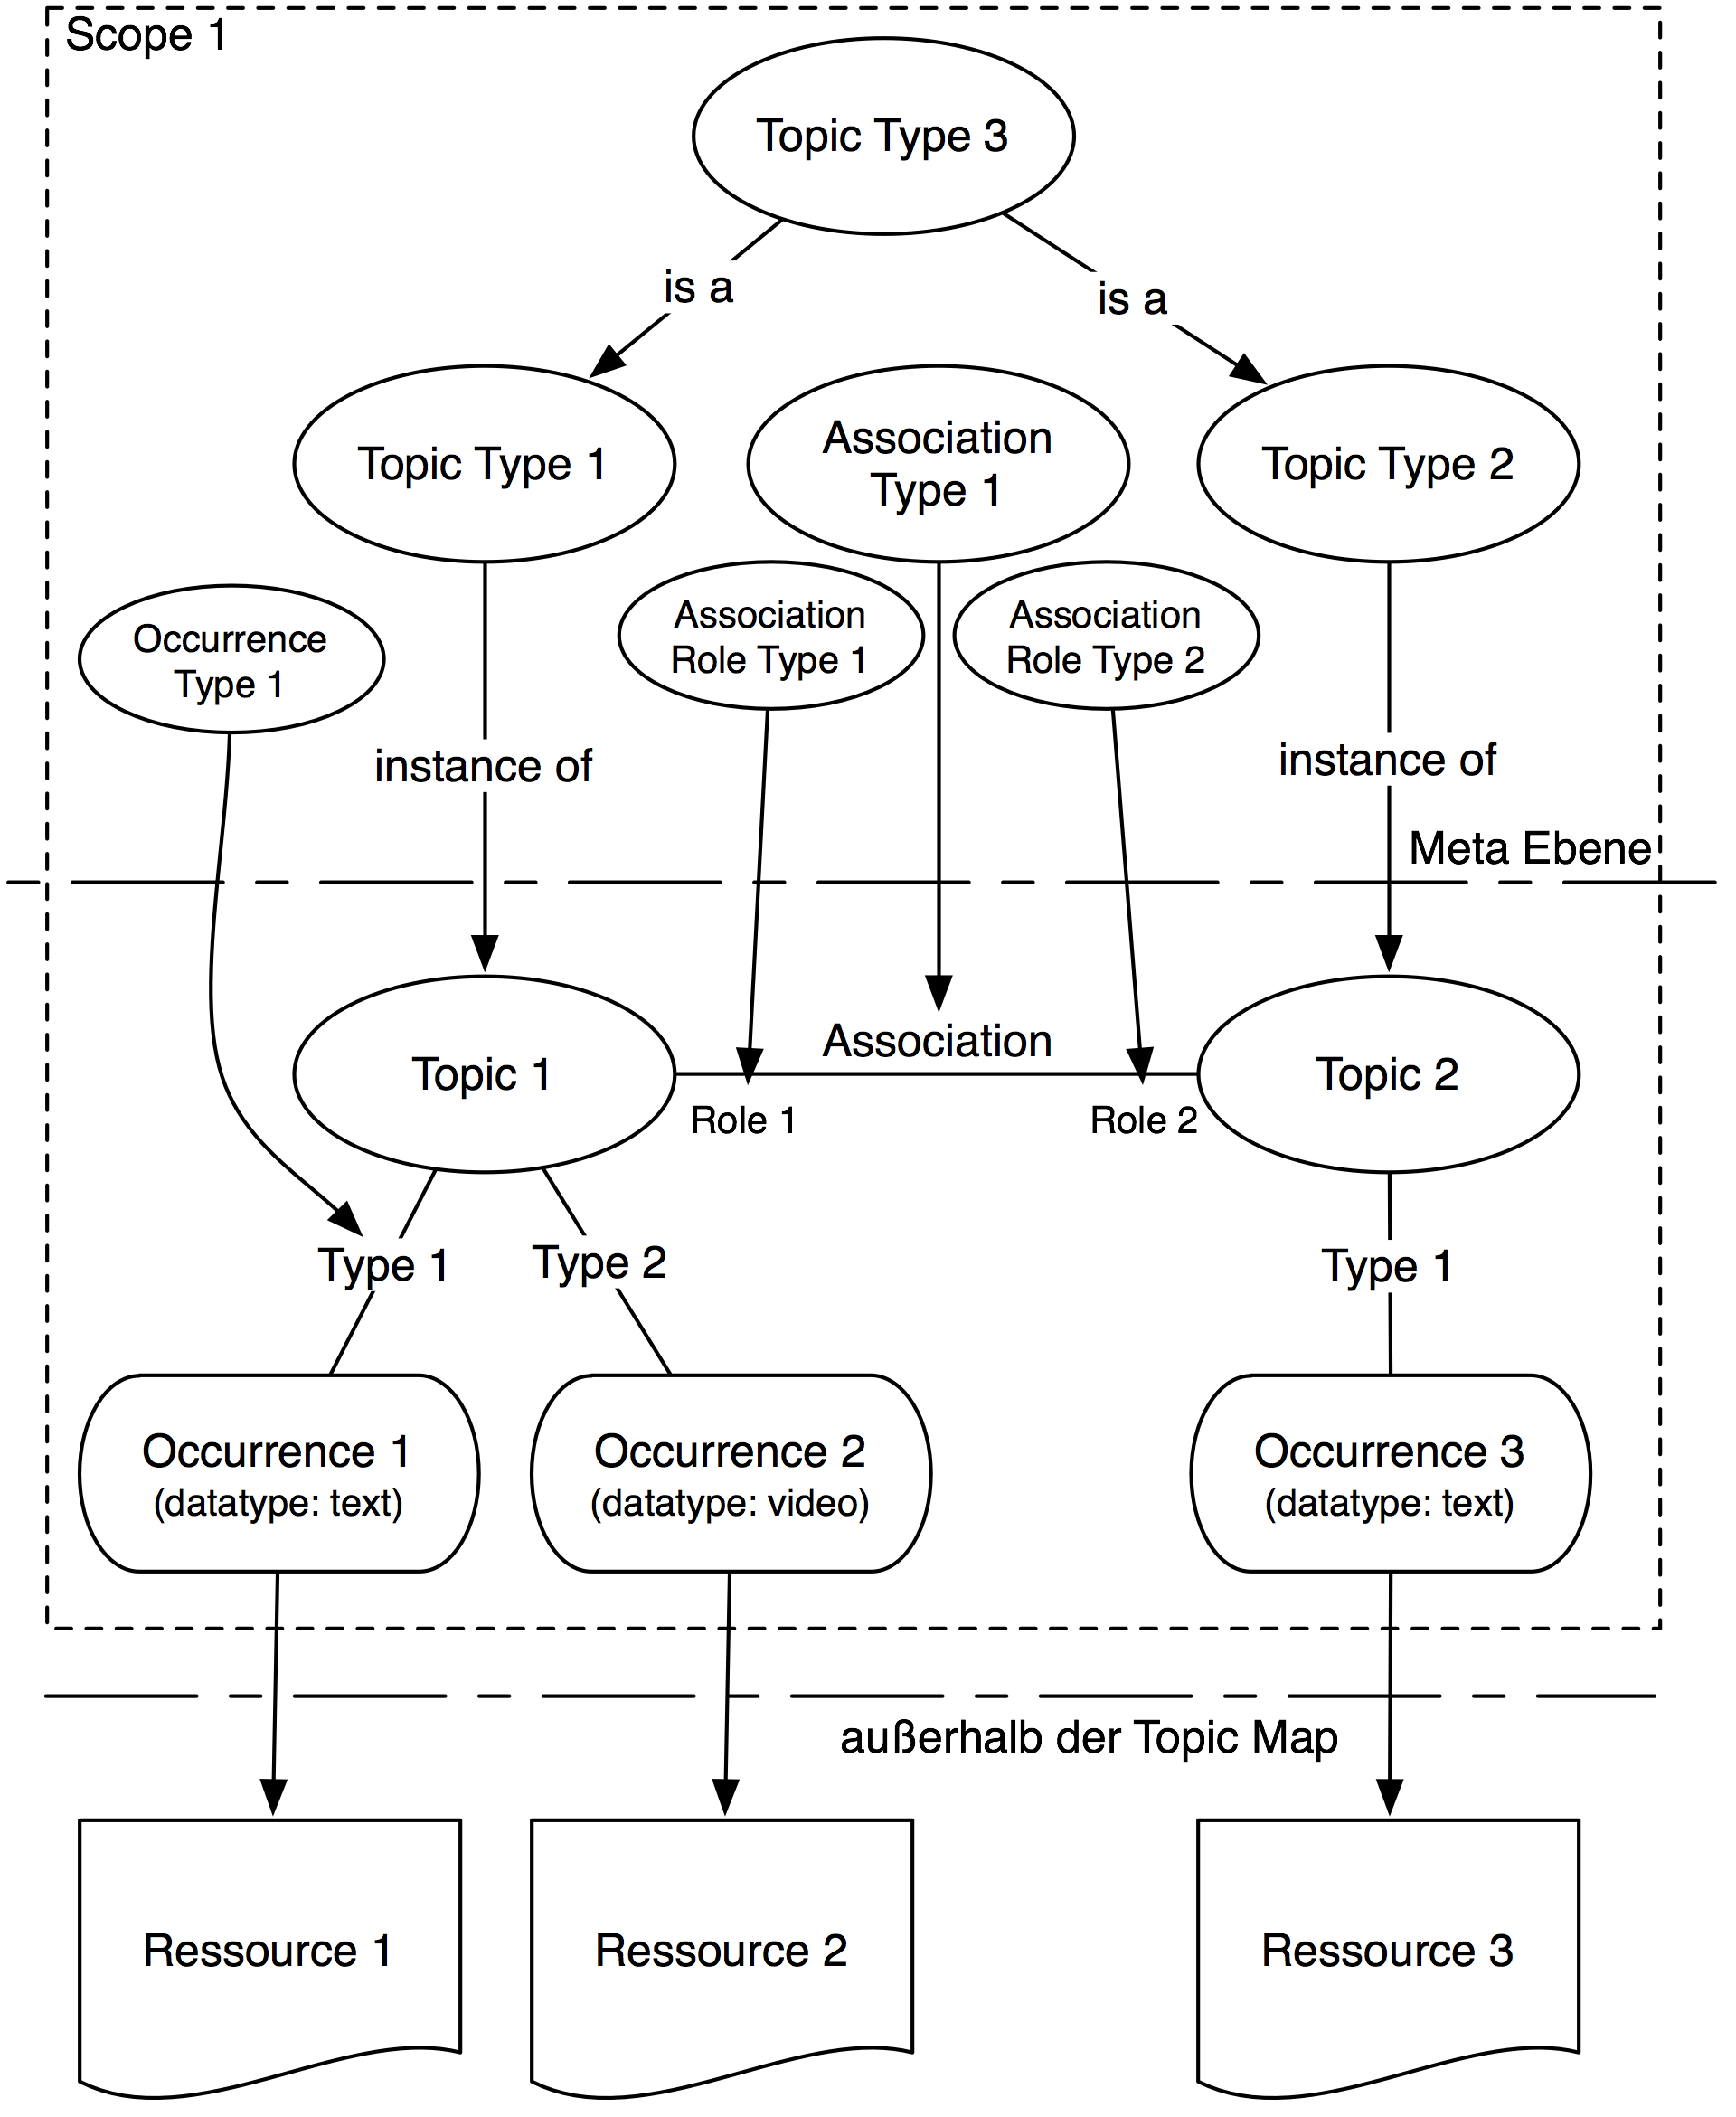 Scope 1
Topic Type 3
is a
is a
Topic Type 1
Association
Type 1
Topic Type 2
Occurrence
Type 1
Association
Role Type 1
Association
Role Type 2
instance of
instance of
Meta Ebene
Topic 1
Association
Topic 2
Role 1
Role 2
Type 1
Type 2
Type 1
Occurrence 1
(datatype: text)
Occurrence 2
(datatype: video)
Occurrence 3
(datatype: text)
außerhalb der Topic Map
Ressource 1
Ressource 2
Ressource 3